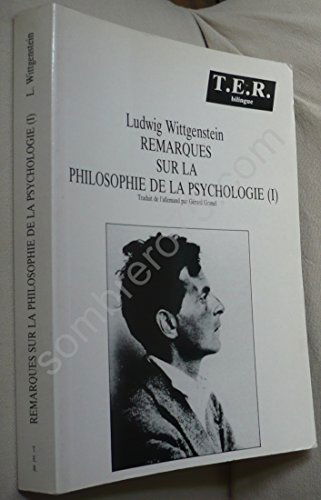 T.E.R.
bilingue
Ludwig Wittgenstein
REMARQUES
SUR LA
PHILOSOPHIE DE LA PSYCHOLOGIE (I)
Traduit de l'allemand par Gérard Granel
REMARQUES SUR LA PHILOSOPHIE DE LA PSYCHOLOGIE (I) L. Wittgenstein
T E R
sombrero
com